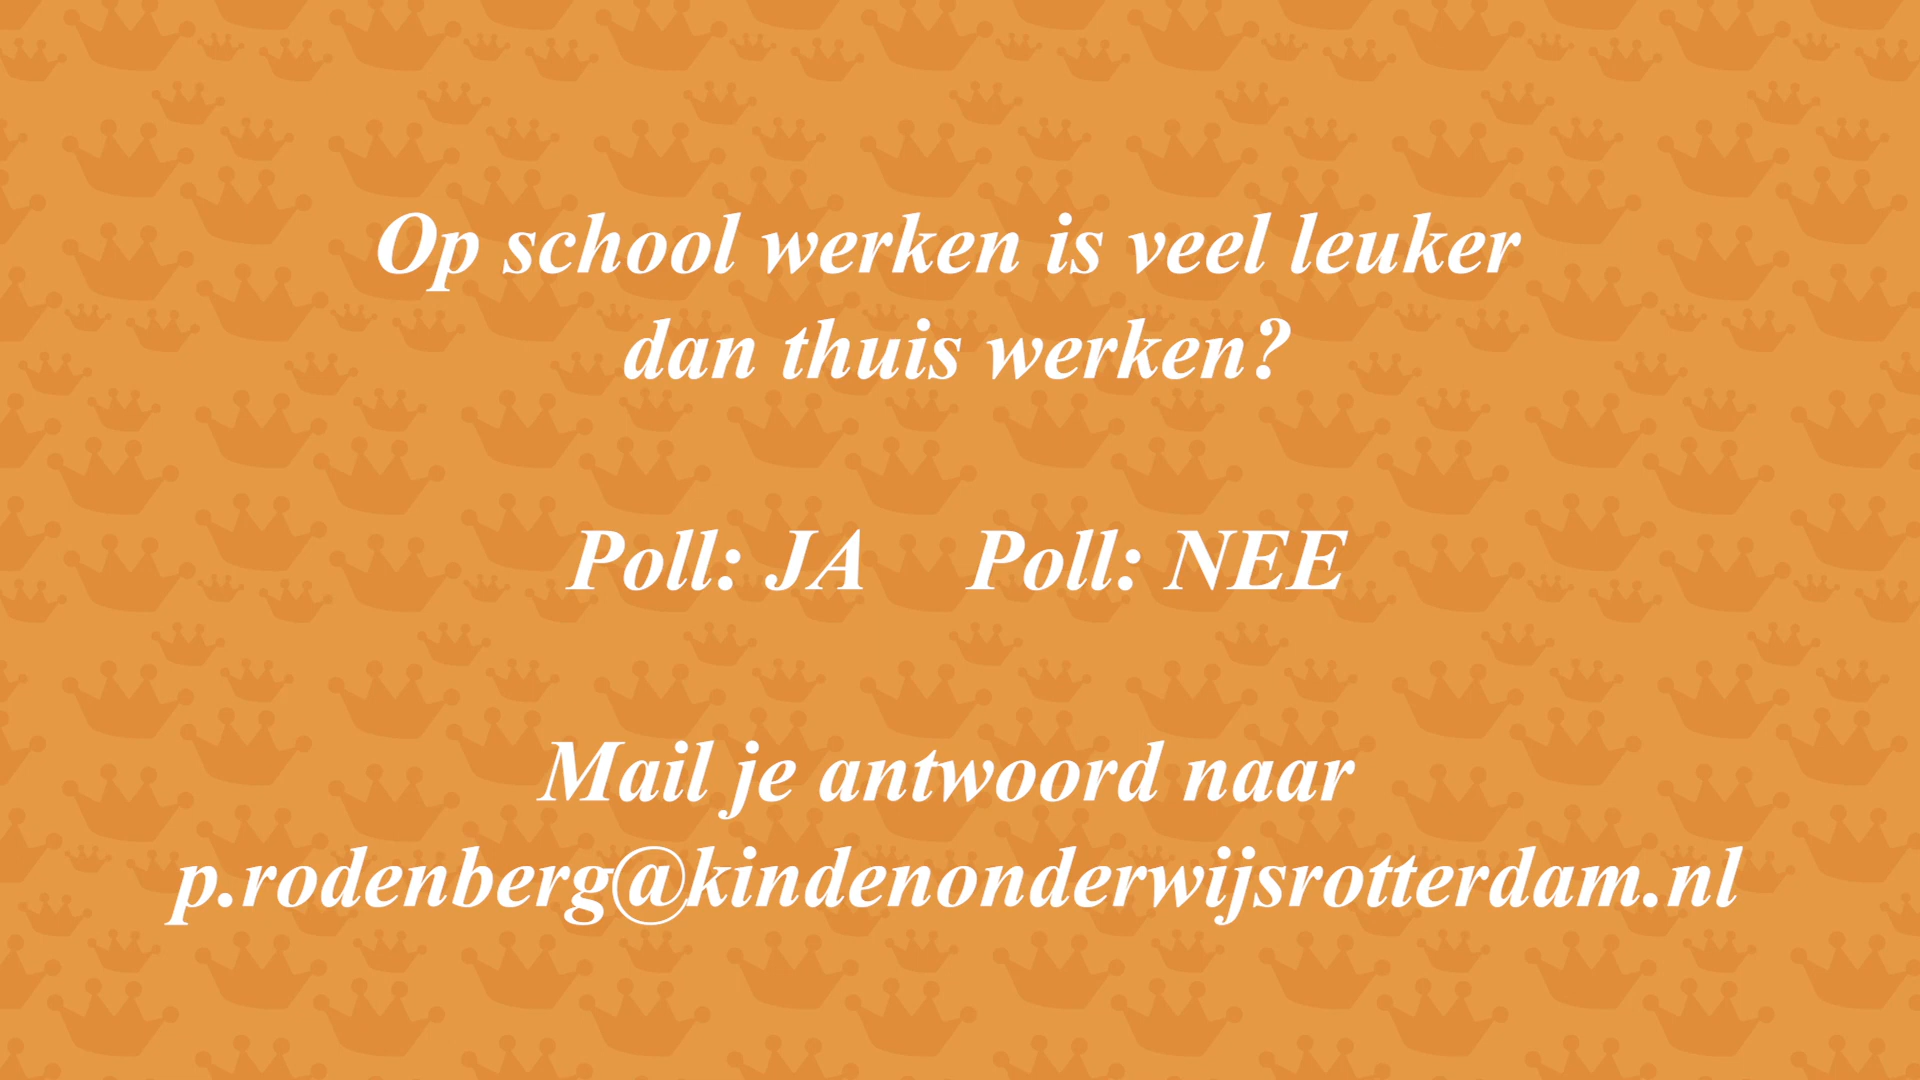 Op school werken is veel leuker
dan thuis werken?
Poll: JA Poll: NEE
Mail je antwoord naar
p.rodenberg@kindenonderwijsrotterdam.nl